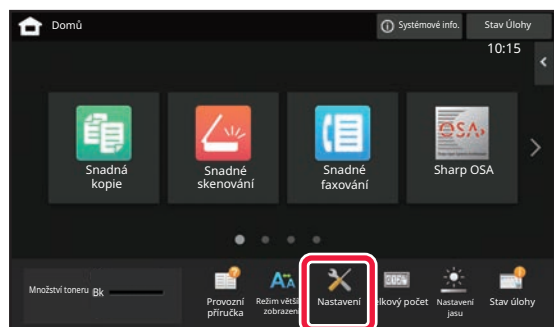 Domů
Systémové info.
Stav Úlohy
10:15
Snadná
kopie
Snadné
skenování
Snadné
faxování
OSA
Sharp OSA
Množství toneru
Bk
Provozní
příručka
Režim větší
zobrazení
Nastavení
lkový počet
Nastavení
jasu
Stav úlohy